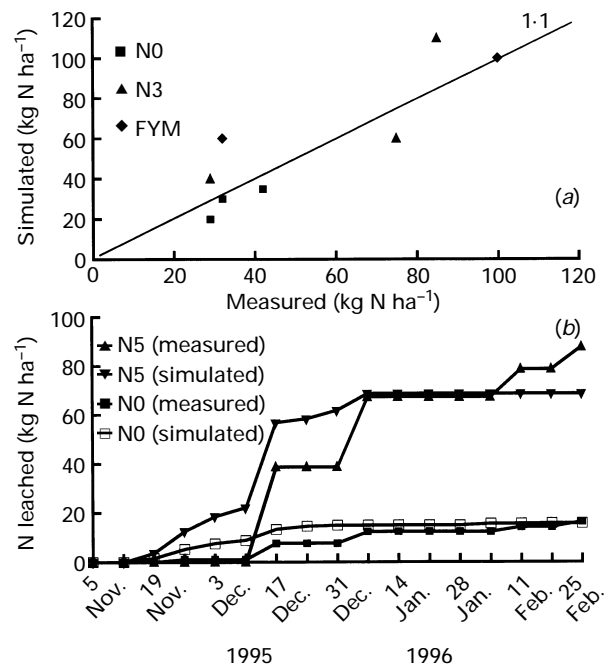 120
100
80
60
40
20
0
Simulated (kg N ha⁻¹)
N0
N3
FYM
1·1
(a)
0 20 40 60 80 100 120
Measured (kg N ha⁻¹)
100
80
60
40
20
0
N leached (kg N ha⁻¹)
N5 (measured)
N5 (simulated)
N0 (measured)
N0 (simulated)
(b)
5 Nov.
19 Nov.
3 Dec.
17 Dec.
31 Dec.
14 Jan.
28 Jan.
11 Feb.
25 Feb.
1995 1996